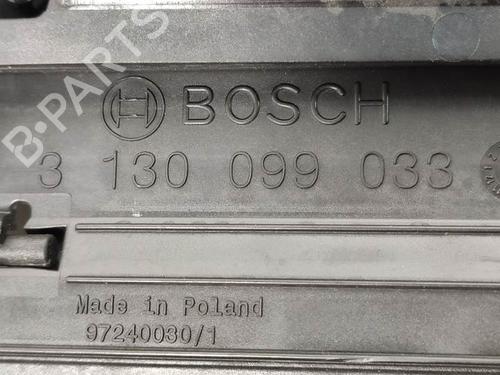 B-PARTS
BOSCH
3 130 099 033
Made in Poland
97240030/1